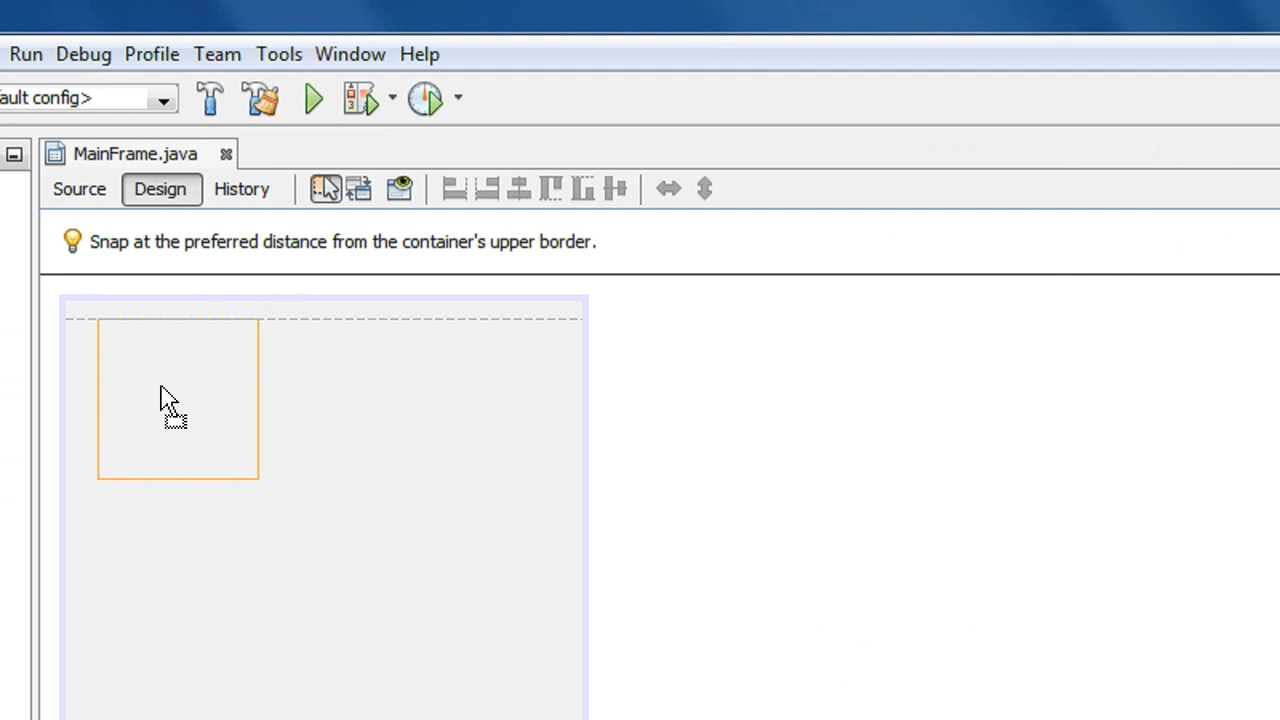 Run Debug Profile Team Tools Window Help
ault config>
MainFrame.java
Source Design History
Snap at the preferred distance from the container's upper border.